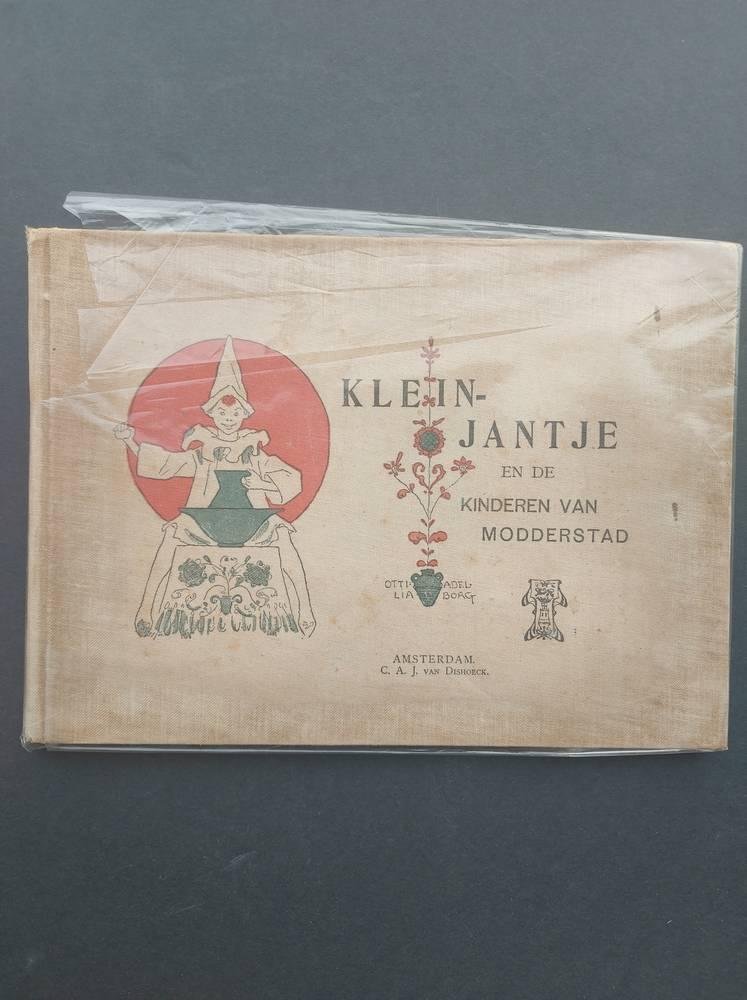 KLEIN-
JANTJE
EN DE
KINDEREN VAN
MODDERSTAD
OTTI- ADEL-
LIA BORG
AMSTERDAM.
C. A. J. VAN DISHOECK.